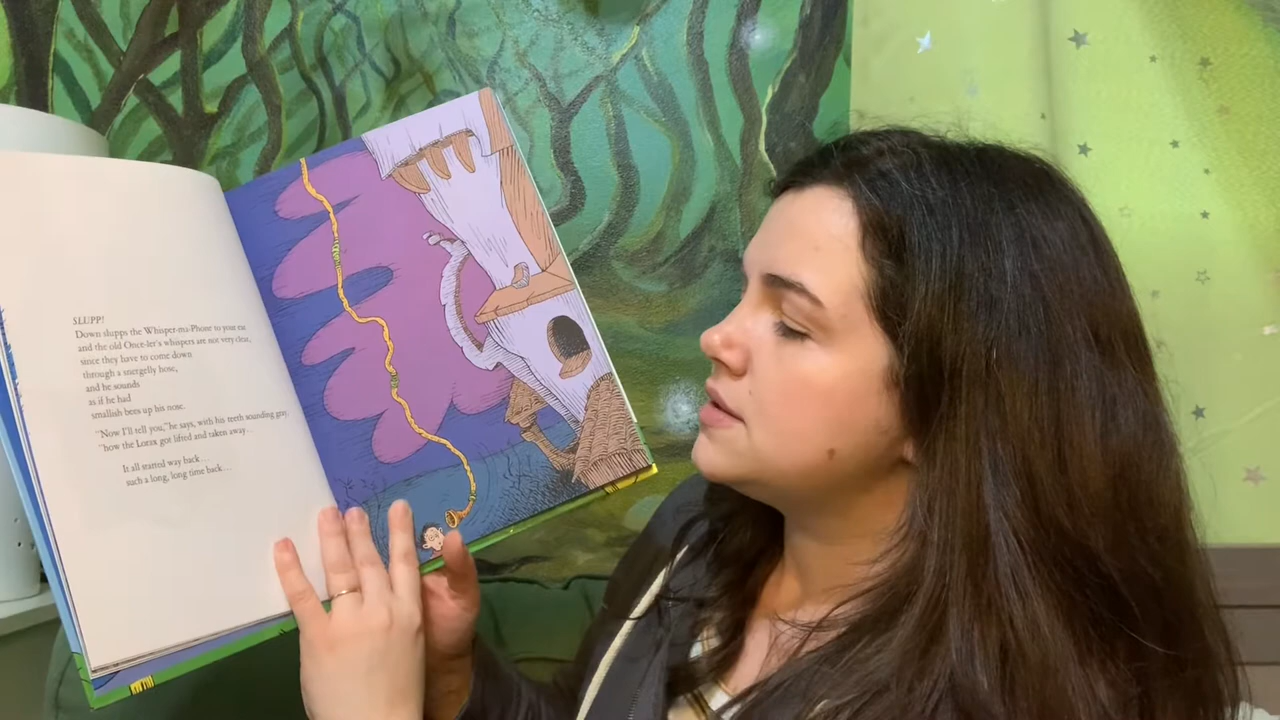 SLUPP!
Down slupps the Whisper-ma-Phone to your ear
and the old Once-ler's whispers are not very clear,
since they have to come down
through a snergelly hose,
and he sounds
as if he had
smallish bees up his nose.
"Now I'll tell you," he says, with his teeth sounding gray,
"how the Lorax got lifted and taken away...
It all started way back...
such a long, long time back...